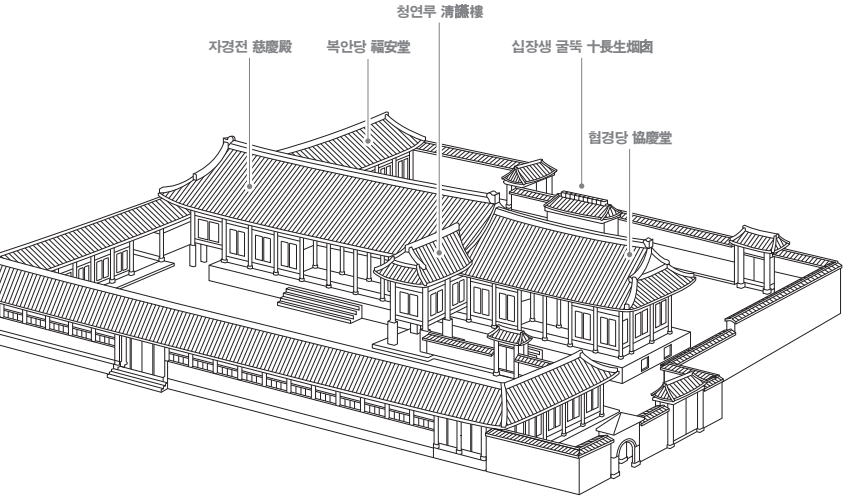 청연루 淸讌樓
자경전 慈慶殿
복안당 福安堂
십장생 굴뚝 十長生煙囪
협경당 協慶堂